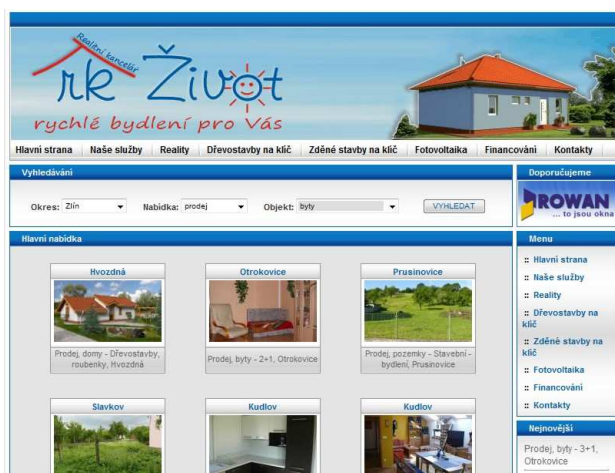 Realitní kancelář
rk Život
rychlé bydlení pro Vás
Hlavní strana Naše služby Reality Dřevostavby na klíč Zděné stavby na klíč Fotovoltaika Financování Kontakty
Vyhledávání
Okres: Zlín Nabídka: prodej Objekt: byty VYHLEDAT
Doporučujeme
ROWAN
... to jsou okna
Hlavní nabídka
Hvozdná
Prodej, domy - Dřevostavby,
roubenky, Hvozdná
Otrokovice
Prodej, byty - 2+1, Otrokovice
Prusinovice
Prodej, pozemky - Stavební -
bydlení, Prusinovice
Slavkov
Kudlov
Kudlov
Menu
:: Hlavní strana
:: Naše služby
:: Reality
:: Dřevostavby na
klíč
:: Zděné stavby na
klíč
:: Fotovoltaika
:: Financování
:: Kontakty
Nejnovější
Prodej, byty - 3+1,
Otrokovice